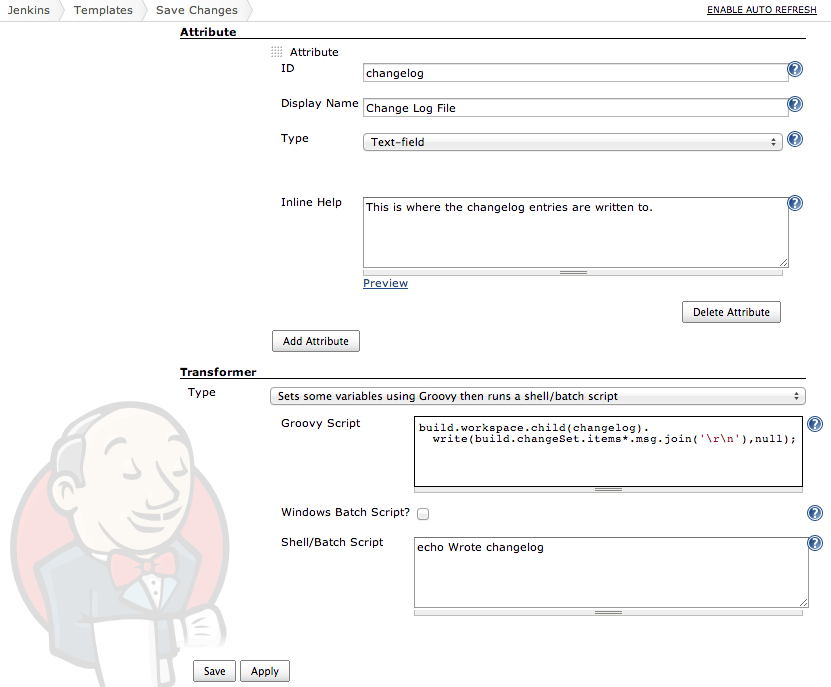 Jenkins Templates Save Changes ENABLE AUTO REFRESH
Attribute
Attribute
ID changelog ?
Display Name Change Log File ?
Type Text-field ?
Inline Help This is where the changelog entries are written to. ?
Preview
Delete Attribute
Add Attribute
Transformer
Type Sets some variables using Groovy then runs a shell/batch script
Groovy Script build.workspace.child(changelog). ?
write(build.changeSet.items*.msg.join('\r\n'),null);
Windows Batch Script? ?
Shell/Batch Script echo Wrote changelog ?
Save Apply